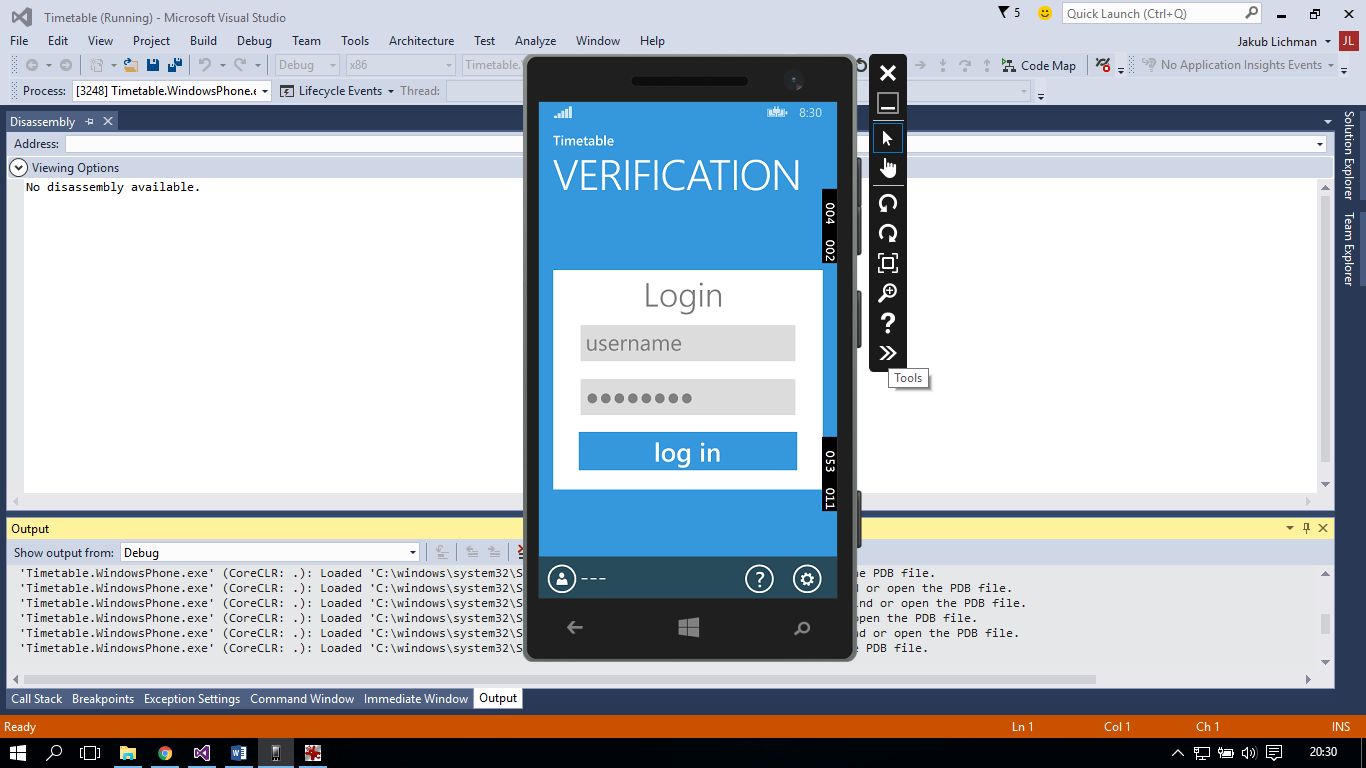 Timetable (Running) - Microsoft Visual Studio
5
Quick Launch (Ctrl+Q)
File Edit View Project Build Debug Team Tools Architecture Test Analyze Window Help
Jakub Lichman
JL
Debug
x86
Timetable.
Code Map
No Application Insights Events
Process:
[3248] Timetable.WindowsPhone.e
Lifecycle Events
Thread:
Disassembly
Address:
Viewing Options
No disassembly available.
Solution Explorer
Team Explorer
8:30
Timetable
VERIFICATION
004 002
Login
username
log in
053 011
---
?
?
Tools
Output
Show output from:
Debug
'Timetable.WindowsPhone.exe' (CoreCLR: .): Loaded 'C:\windows\system32\S
e PDB file.
'Timetable.WindowsPhone.exe' (CoreCLR: .): Loaded 'C:\windows\system32\S
d or open the PDB file.
'Timetable.WindowsPhone.exe' (CoreCLR: .): Loaded 'C:\windows\system32\S
nd or open the PDB file.
'Timetable.WindowsPhone.exe' (CoreCLR: .): Loaded 'C:\windows\system32\S
open the PDB file.
'Timetable.WindowsPhone.exe' (CoreCLR: .): Loaded 'C:\windows\system32\S
d or open the PDB file.
'Timetable.WindowsPhone.exe' (CoreCLR: .): Loaded 'C:\windows\system32\S
e PDB file.
Call Stack Breakpoints Exception Settings Command Window Immediate Window Output
Ready
Ln 1 Col 1 Ch 1 INS
20:30